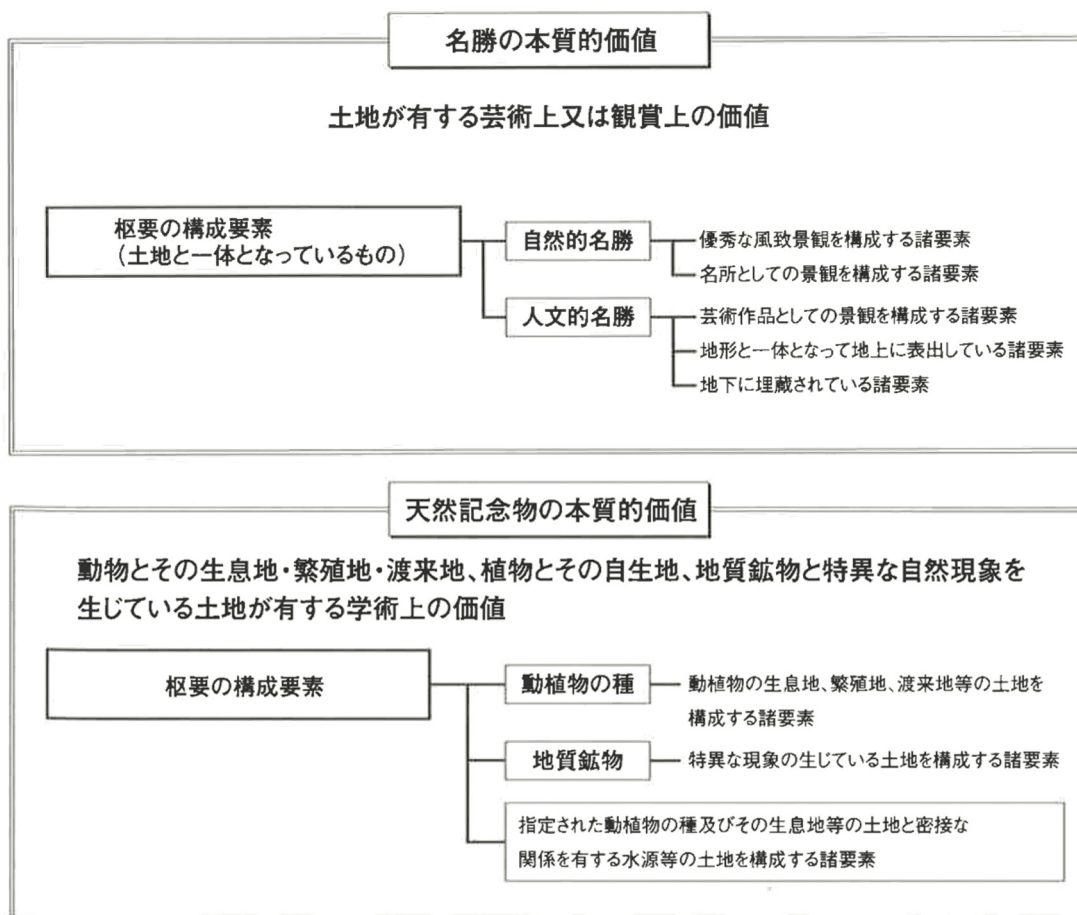 名勝の本質的価値
土地が有する芸術上又は観賞上の価値
枢要の構成要素
（土地と一体となっているもの）
自然的名勝
優秀な風致景観を構成する諸要素
名所としての景観を構成する諸要素
人文的名勝
芸術作品としての景観を構成する諸要素
地形と一体となって地上に表出している諸要素
地下に埋蔵されている諸要素
天然記念物の本質的価値
動物とその生息地・繁殖地・渡来地、植物とその自生地、地質鉱物と特異な自然現象を
生じている土地が有する学術上の価値
枢要の構成要素
動植物の種
動植物の生息地、繁殖地、渡来地等の土地を
構成する諸要素
地質鉱物
特異な現象の生じている土地を構成する諸要素
指定された動植物の種及びその生息地等の土地と密接な
関係を有する水源等の土地を構成する諸要素